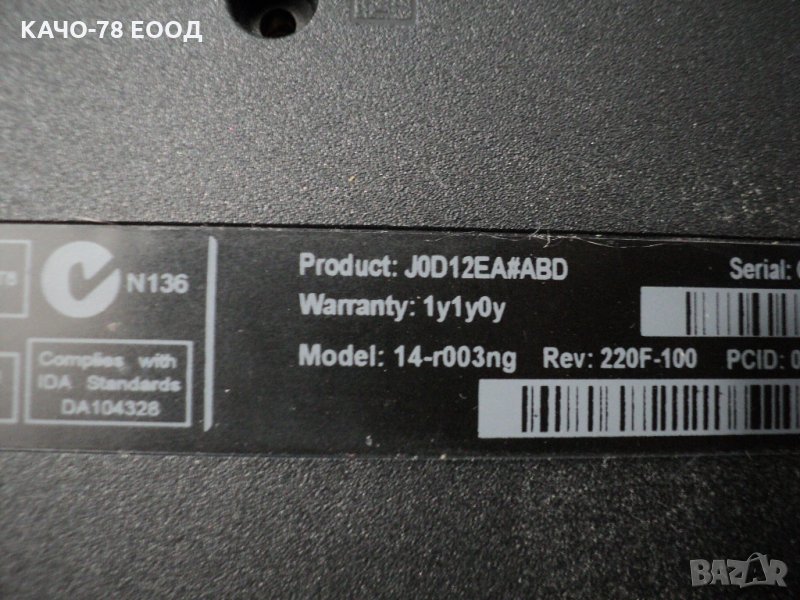 КАЧО-78 ЕООД
N136
Complies with
IDA Standards
DA104328
Product: J0D12EA#ABD
Warranty: 1y1y0y
Model: 14-r003ng Rev: 220F-100 PCID:
Serial:
BAZAR